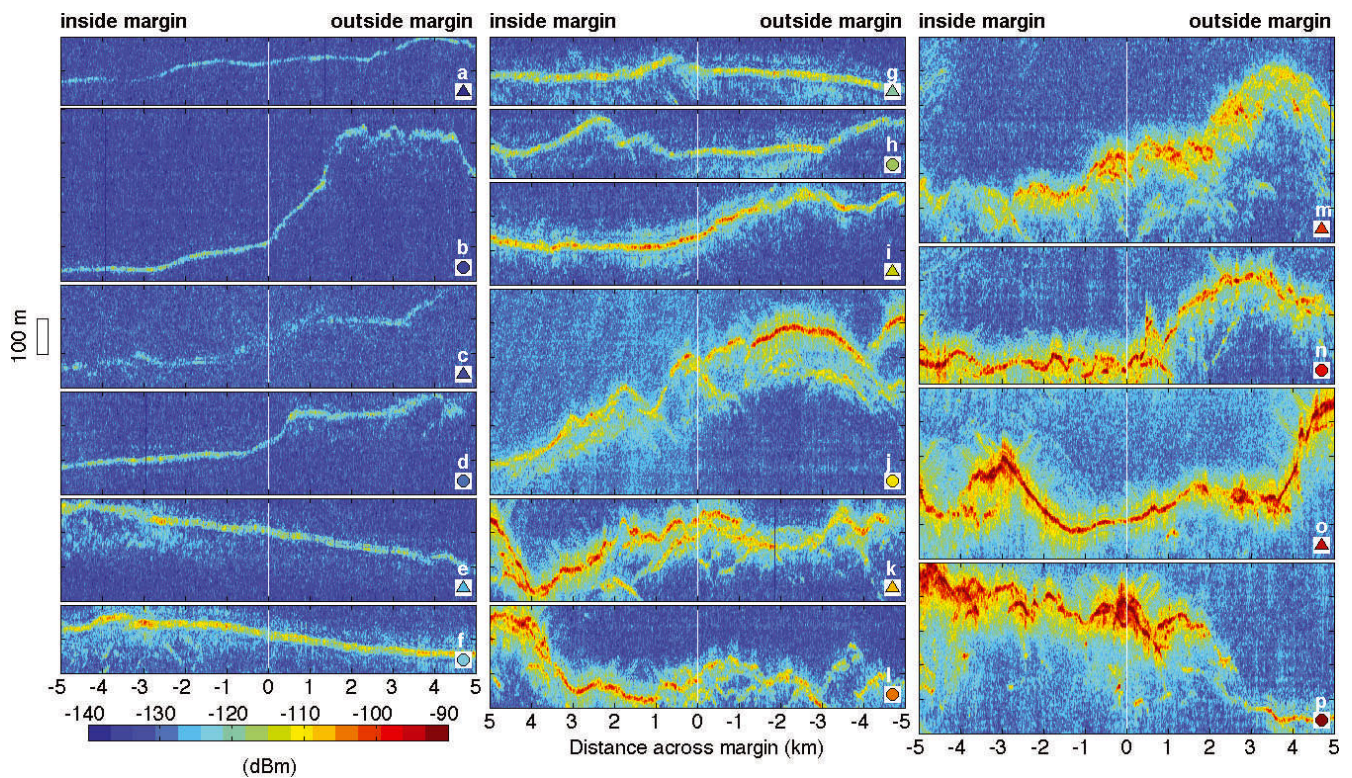 inside margin outside margin inside margin outside margin inside margin outside margin
a
b
c
d
e
f
g
h
i
j
k
l
m
n
o
p
100 m
-5 -4 -3 -2 -1 0 1 2 3 4 5
5 4 3 2 1 0 -1 -2 -3 -4 -5
-5 -4 -3 -2 -1 0 1 2 3 4 5
Distance across margin (km)
-140 -130 -120 -110 -100 -90
(dBm)